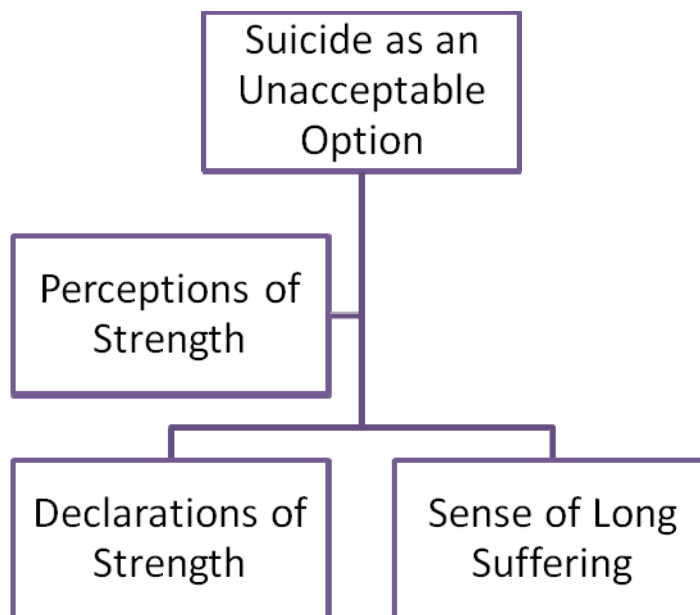 Suicide as an
Unacceptable
Option
Perceptions of
Strength
Declarations of
Strength
Sense of Long
Suffering